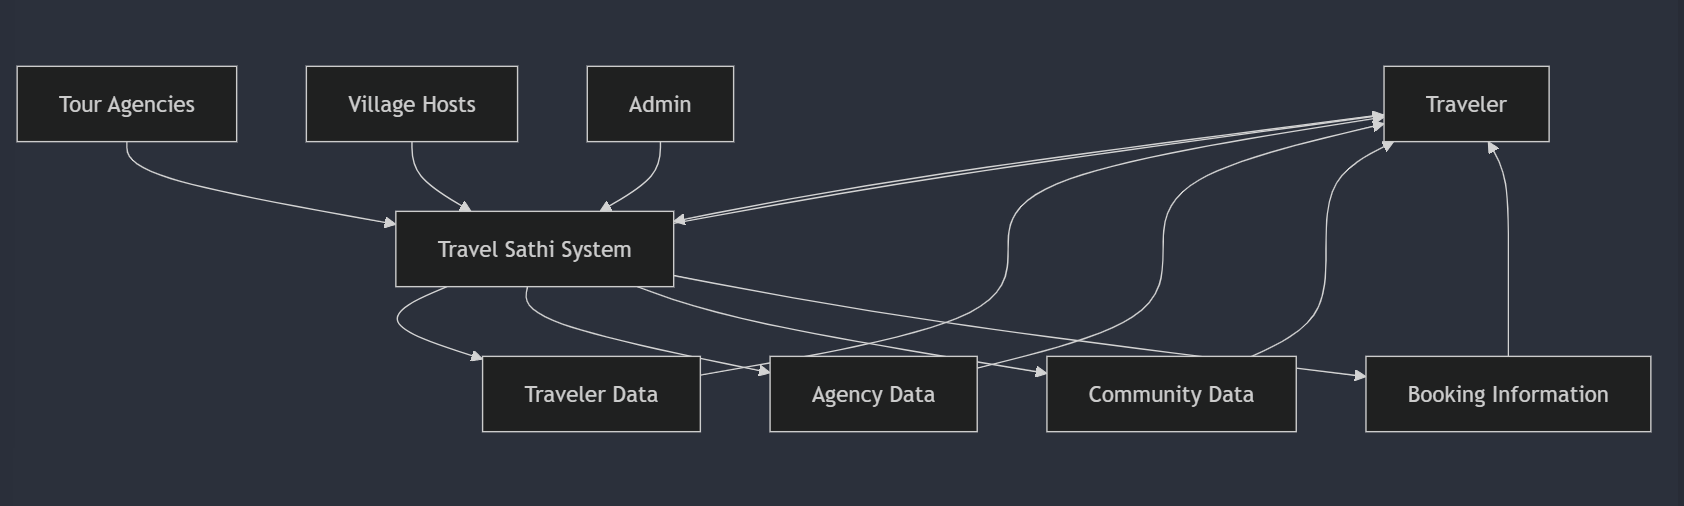 Tour Agencies
Village Hosts
Admin
Traveler
Travel Sathi System
Traveler Data
Agency Data
Community Data
Booking Information